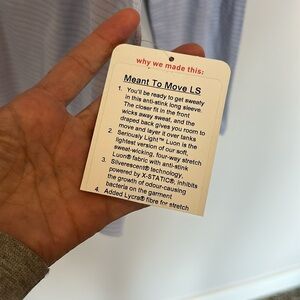 why we made this:
Meant To Move LS
1. You'll be ready to get sweaty
in this anti-stink long sleeve.
The closer fit in the front
wicks away sweat, and the
draped back gives you room to
move and layer it over tanks
2. Seriously Light™ Luon is the
lightest version of our soft,
sweat-wicking, four-way stretch
Luon® fabric with anti-stink
3. Silverescent® technology,
powered by X-STATIC®, inhibits
the growth of odour-causing
bacteria on the garment
4. Added Lycra® fibre for stretch